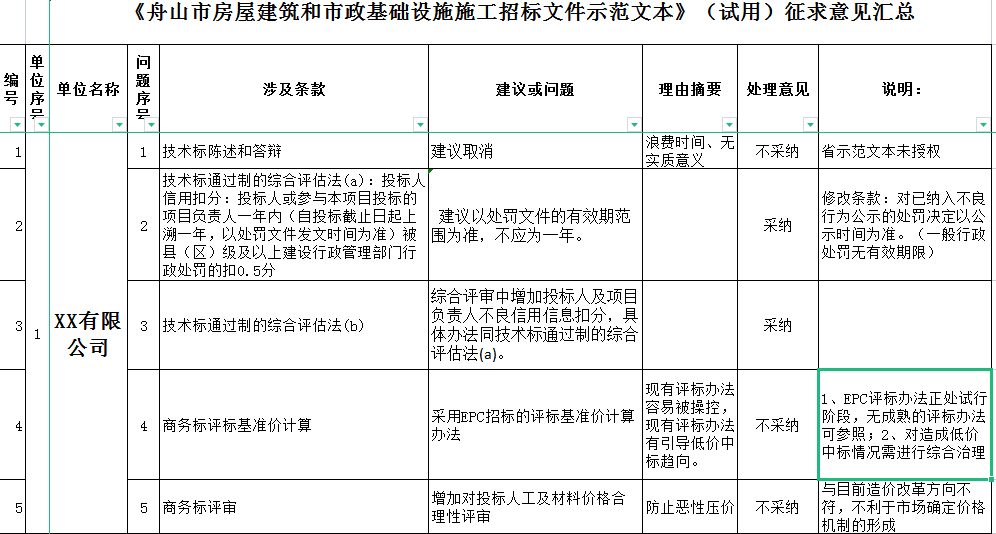 《舟山市房屋建筑和市政基础设施施工招标文件示范文本》（试用）征求意见汇总
编号
单位序号
单位名称
问题序号
涉及条款
建议或问题
理由摘要
处理意见
说明：
1
1
XX有限
公司
1
技术标陈述和答辩
建议取消
浪费时间、无
实质意义
不采纳
省示范文本未授权
2
2
技术标通过制的综合评估法(a)：投标人
信用扣分：投标人或参与本项目投标的
项目负责人一年内（自投标截止日起上
溯一年，以处罚文件发文时间为准）被
县（区）级及以上建设行政管理部门行
政处罚的扣0.5分
建议以处罚文件的有效期范
围为准，不应为一年。
采纳
修改条款：对已纳入不良
行为公示的处罚决定以公
示时间为准。（一般行政
处罚无有效期限）
3
3
技术标通过制的综合评估法(b)
综合评审中增加投标人及项目
负责人不良信用信息扣分，具
体办法同技术标通过制的综合
评估法(a)。
采纳
4
4
商务标评标基准价计算
采用EPC招标的评标基准价计算
办法
现有评标办法
容易被操控，
现有评标办法
有引导低价中
标趋向。
不采纳
1、EPC评标办法正处试行
阶段，无成熟的评标办法
可参照；2、对造成低价
中标情况需进行综合治理
5
5
商务标评审
增加对投标人工及材料价格合
理性评审
防止恶性压价
不采纳
与目前造价改革方向不
符，不利于市场确定价格
机制的形成